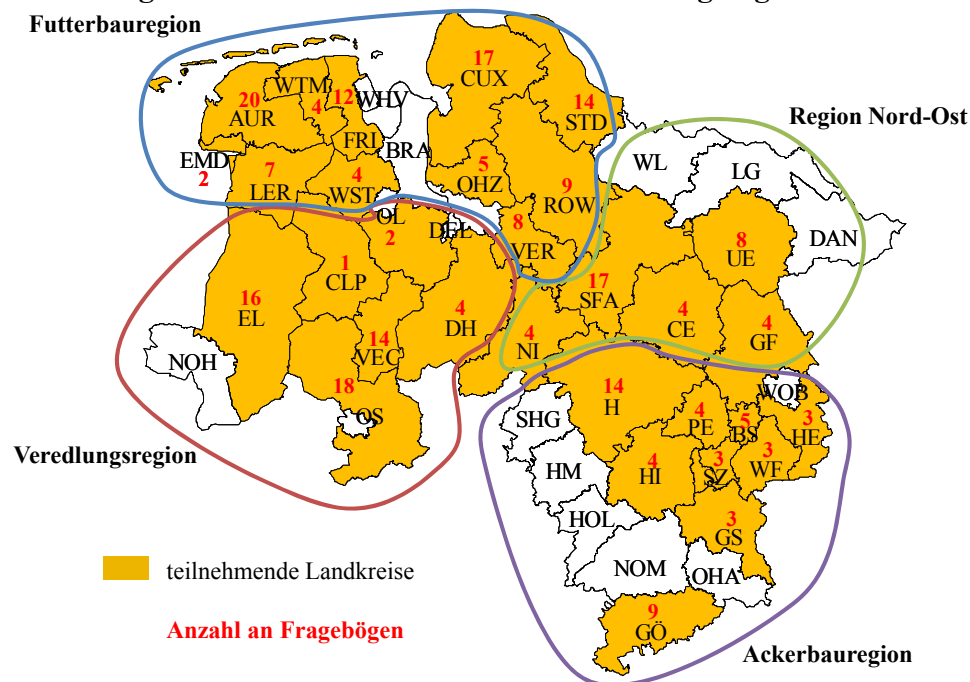 Futterbauregion
17
CUX
WTM
12
WHV
20
AUR
4
14
STD
Region Nord-Ost
FRI
BRA
EMD
2
7
LER
4
WST
5
OHZ
9
ROW
WL
LG
OL
2
DEL
8
VER
8
UE
DAN
1
CLP
16
EL
17
SFA
4
DH
4
CE
4
GF
4
NI
14
VEC
NOH
18
OS
WOB
14
H
4
PE
5
BS
3
HE
SHG
Veredlungsregion
HM
4
HI
3
SZ
3
WF
HOL
3
GS
NOM
OHA
teilnehmende Landkreise
Anzahl an Fragebögen
9
GÖ
Ackerbauregion